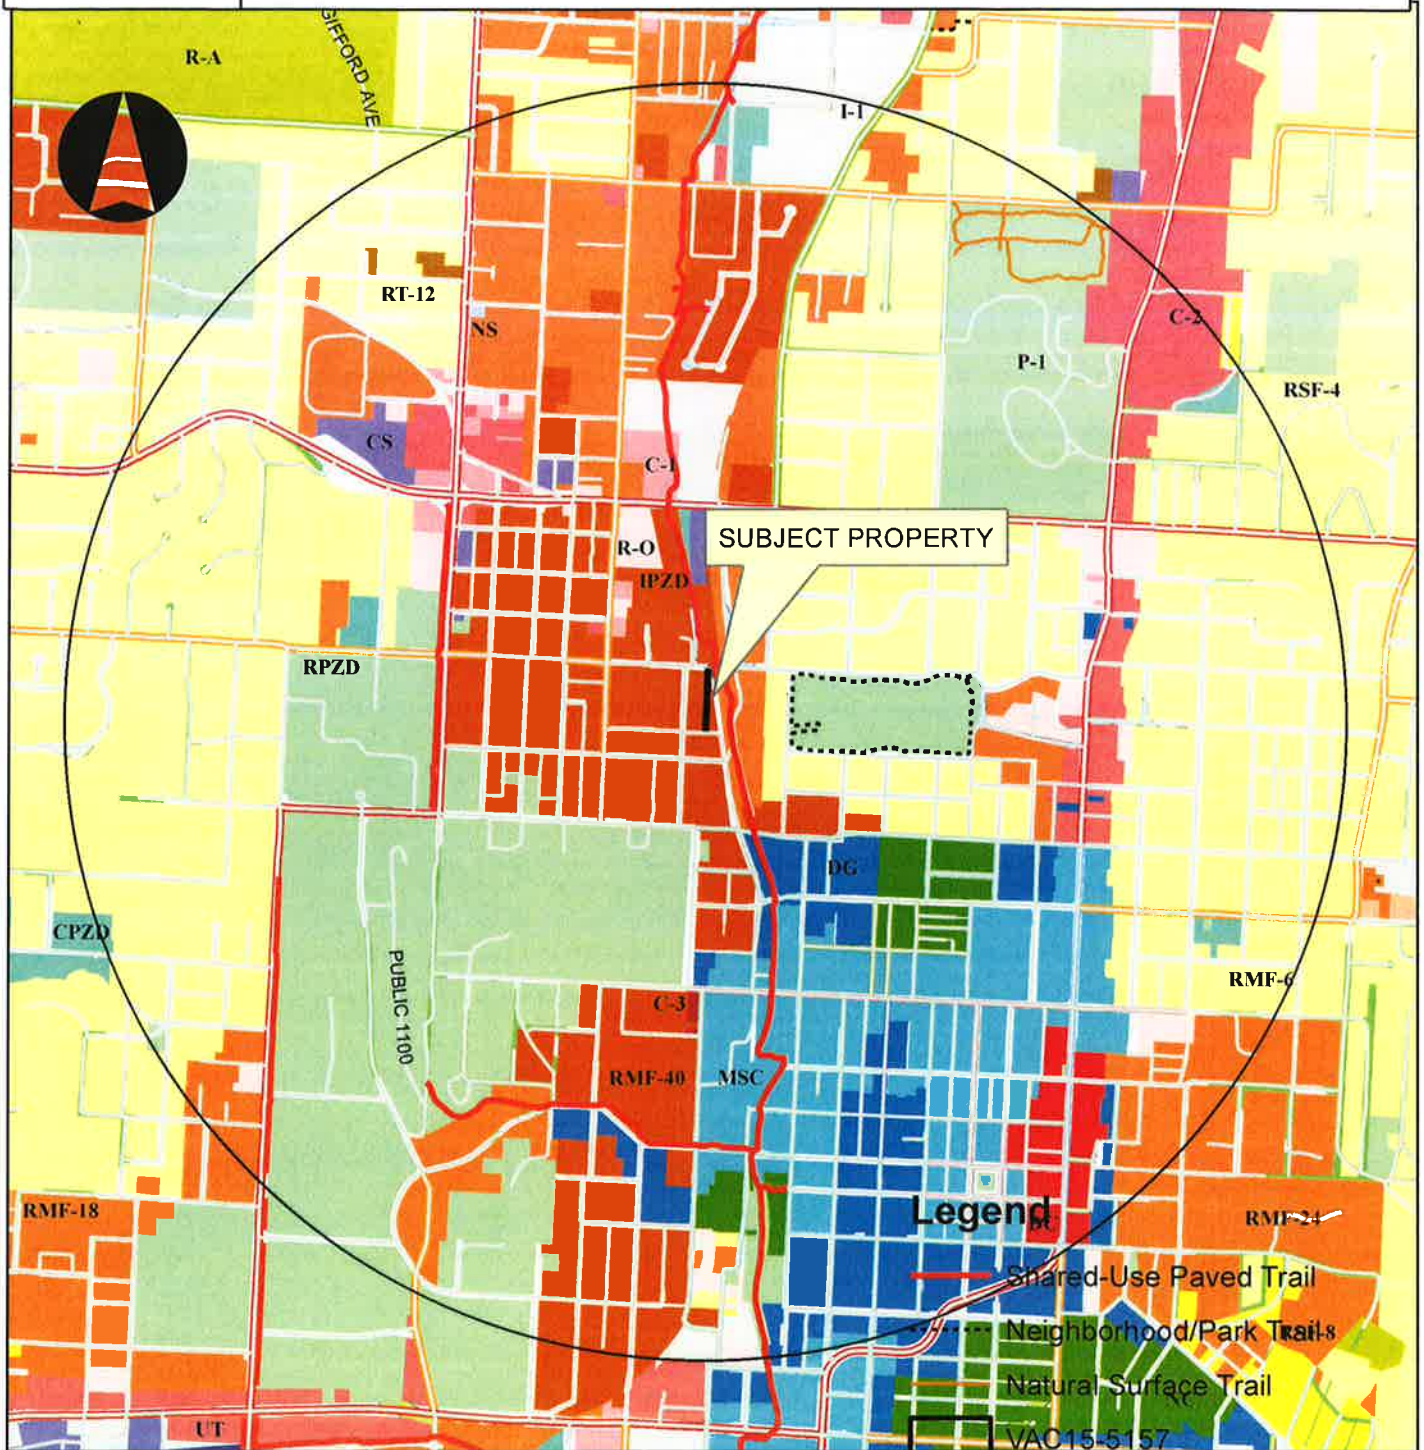 GIFFORD AVE
R-A
I-1
RT-12
NS
C-2
P-1
RSF-4
CS
C-1
SUBJECT PROPERTY
R-O
IPZD
RPZD
DG
CPZD
PUBLIC 1100
RMF-6
C-3
RMF-40
MSC
RMF-18
Legend
RMF-24
Shared-Use Paved Trail
Neighborhood/Park Trail
Natural Surface Trail
NC
UT
VAC15-5157